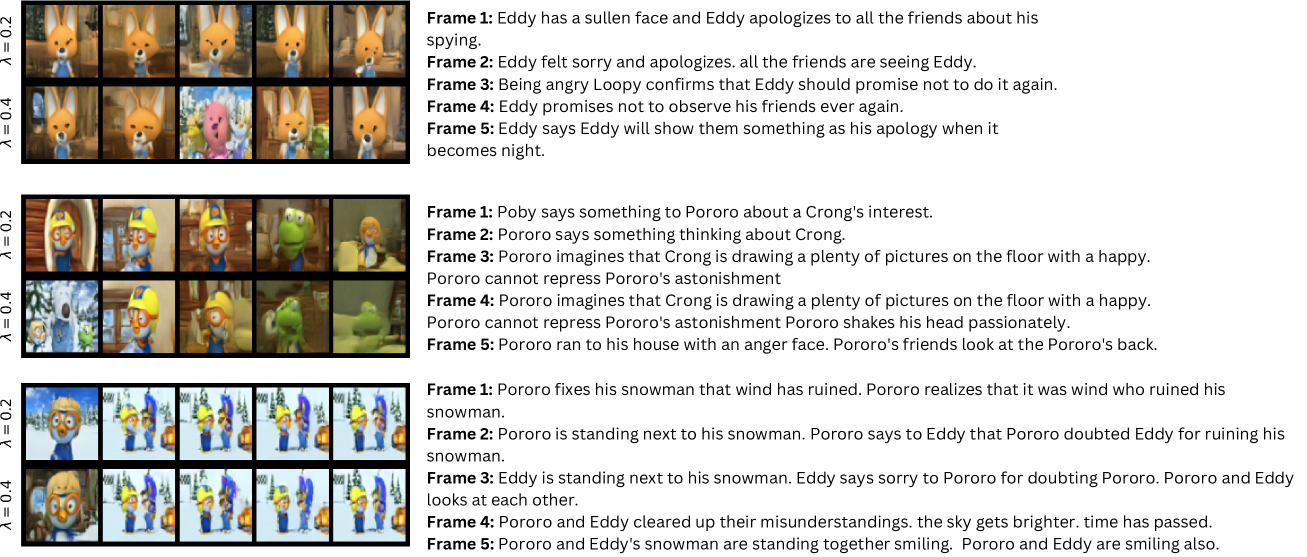 λ = 0.2
λ = 0.4
Frame 1: Eddy has a sullen face and Eddy apologizes to all the friends about his
spying.
Frame 2: Eddy felt sorry and apologizes. all the friends are seeing Eddy.
Frame 3: Being angry Loopy confirms that Eddy should promise not to do it again.
Frame 4: Eddy promises not to observe his friends ever again.
Frame 5: Eddy says Eddy will show them something as his apology when it
becomes night.
λ = 0.2
λ = 0.4
Frame 1: Poby says something to Pororo about a Crong's interest.
Frame 2: Pororo says something thinking about Crong.
Frame 3: Pororo imagines that Crong is drawing a plenty of pictures on the floor with a happy.
Pororo cannot repress Pororo's astonishment
Frame 4: Pororo imagines that Crong is drawing a plenty of pictures on the floor with a happy.
Pororo cannot repress Pororo's astonishment Pororo shakes his head passionately.
Frame 5: Pororo ran to his house with an anger face. Pororo's friends look at the Pororo's back.
λ = 0.2
λ = 0.4
Frame 1: Pororo fixes his snowman that wind has ruined. Pororo realizes that it was wind who ruined his
snowman.
Frame 2: Pororo is standing next to his snowman. Pororo says to Eddy that Pororo doubted Eddy for ruining his
snowman.
Frame 3: Eddy is standing next to his snowman. Eddy says sorry to Pororo for doubting Pororo. Pororo and Eddy
looks at each other.
Frame 4: Pororo and Eddy cleared up their misunderstandings. the sky gets brighter. time has passed.
Frame 5: Pororo and Eddy's snowman are standing together smiling.  Pororo and Eddy are smiling also.